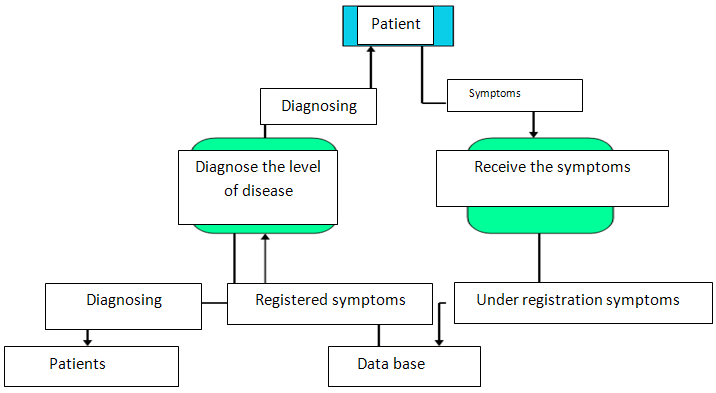 Patient
Symptoms
Diagnosing
Diagnose the level
of disease
Receive the symptoms
Diagnosing
Registered symptoms
Under registration symptoms
Patients
Data base